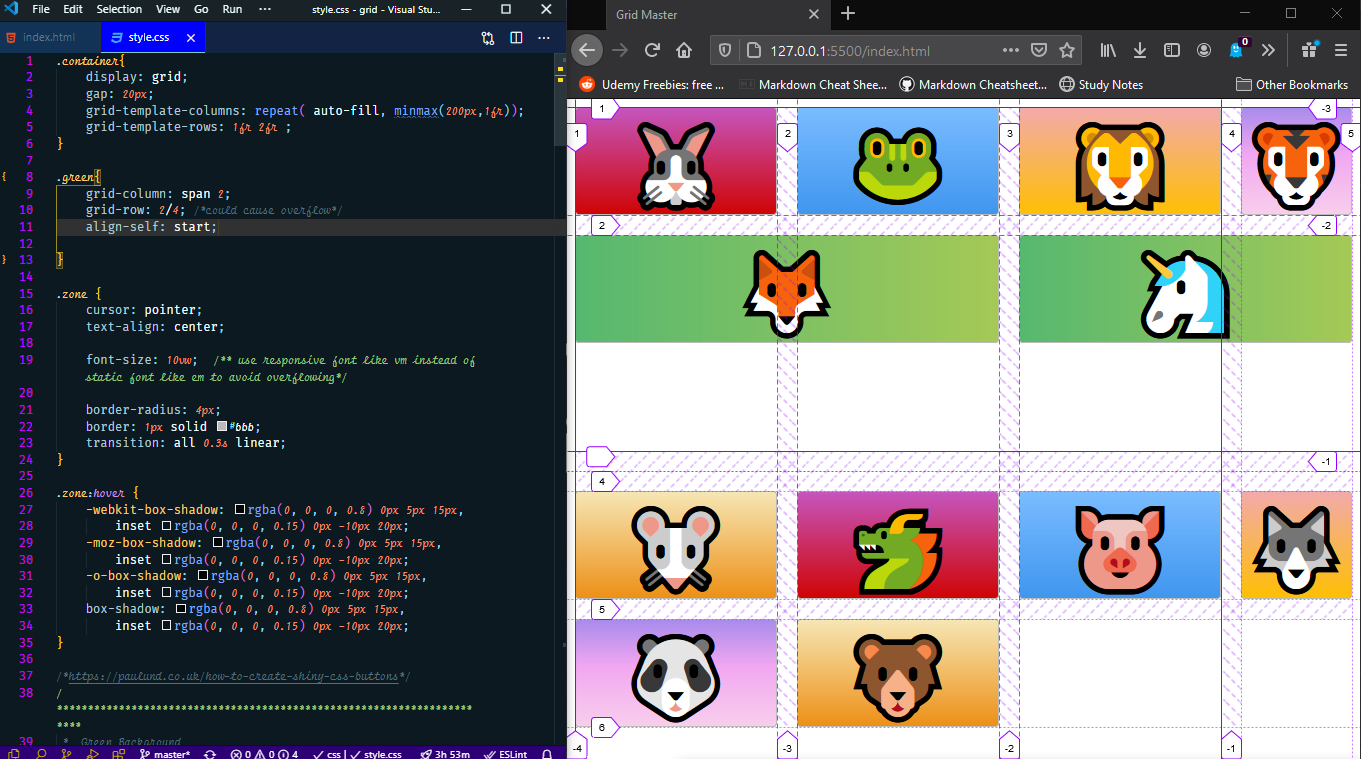 File Edit Selection View Go Run ··· style.css - grid - Visual Stu...
index.html style.css
1 .container{
2 display: grid;
3 gap: 20px;
4 grid-template-columns: repeat( auto-fill, minmax(200px,1fr));
5 grid-template-rows: 1fr 2fr ;
6 }
7
8 .green{
9 grid-column: span 2;
10 grid-row: 2/4; /*could cause overflow*/
11 align-self: start;
12
13 }
14
15 .zone {
16 cursor: pointer;
17 text-align: center;
18
19 font-size: 10vw; /** use responsive font like vm instead of
static font like em to avoid overflowing*/
20
21 border-radius: 4px;
22 border: 1px solid #bbb;
23 transition: all 0.3s linear;
24 }
25
26 .zone:hover {
27 -webkit-box-shadow: rgba(0, 0, 0, 0.8) 0px 5px 15px,
28 inset rgba(0, 0, 0, 0.15) 0px -10px 20px;
29 -moz-box-shadow: rgba(0, 0, 0, 0.8) 0px 5px 15px,
30 inset rgba(0, 0, 0, 0.15) 0px -10px 20px;
31 -o-box-shadow: rgba(0, 0, 0, 0.8) 0px 5px 15px,
32 inset rgba(0, 0, 0, 0.15) 0px -10px 20px;
33 box-shadow: rgba(0, 0, 0, 0.8) 0px 5px 15px,
34 inset rgba(0, 0, 0, 0.15) 0px -10px 20px;
35 }
36
37 /*https://paulund.co.uk/how-to-create-shiny-css-buttons*/
38 /
*******************************************************************
****
39 * Green Background
master* 0 0 4 css | style.css 3h 53m ESLint
Grid Master
127.0.0.1:5500/index.html 0
Udemy Freebies: free ... Markdown Cheat Shee... Markdown Cheatsheet... Study Notes Other Bookmarks
1 -3
1 2 3 4 5
2 -2
-1
4
5
6
-4 -3 -2 -1